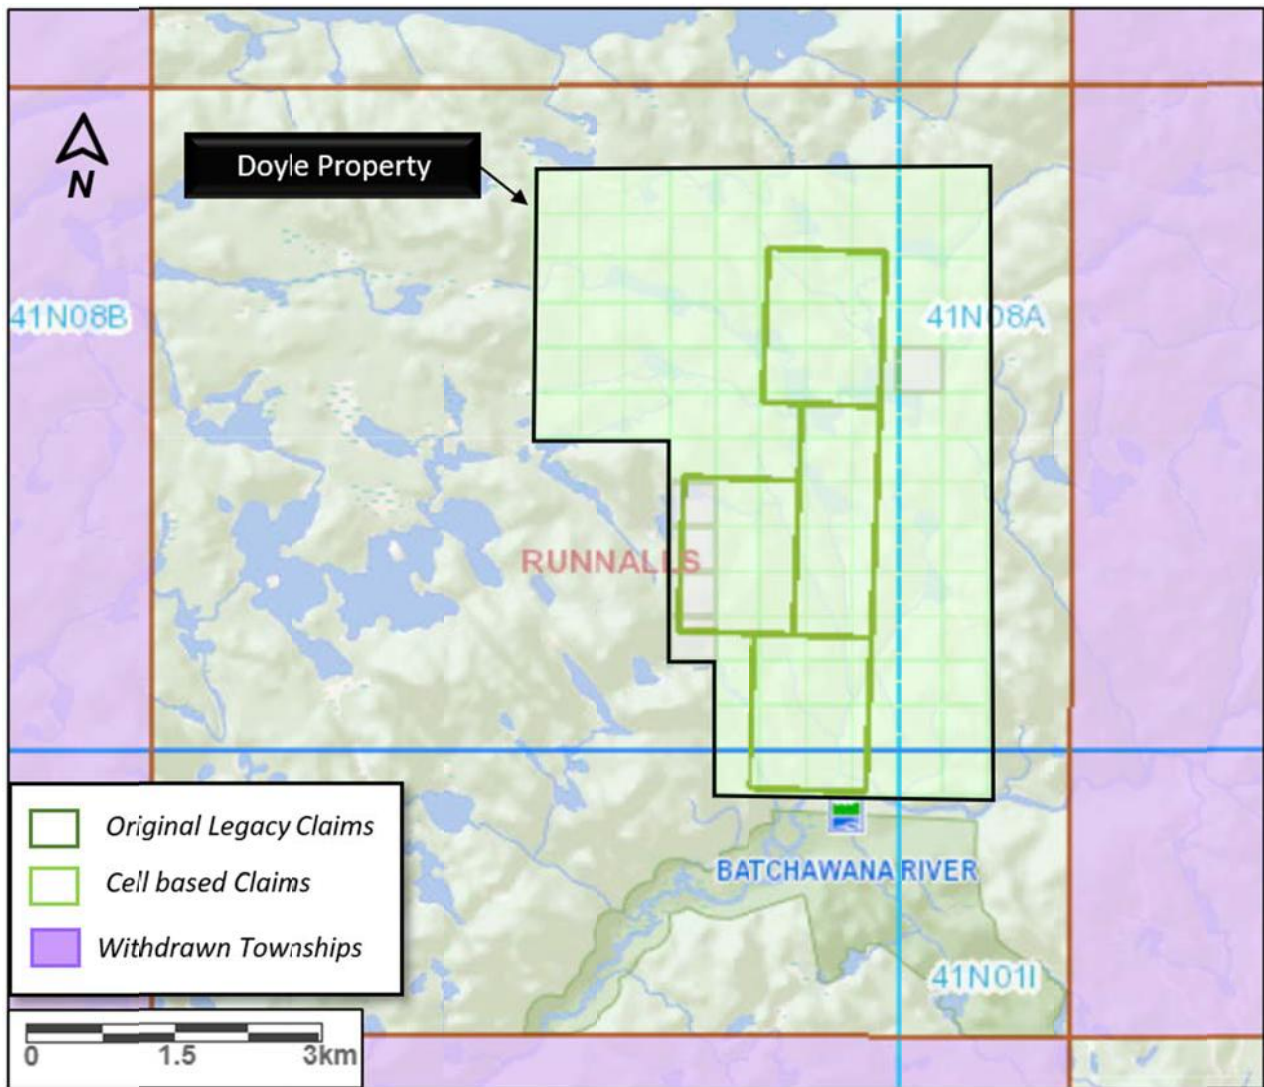 N
Doyle Property
41N08B
41N08A
RUNNALLS
Original Legacy Claims
Cell based Claims
Withdrawn Townships
BATCHAWANA RIVER
41N01I
0 1.5 3km